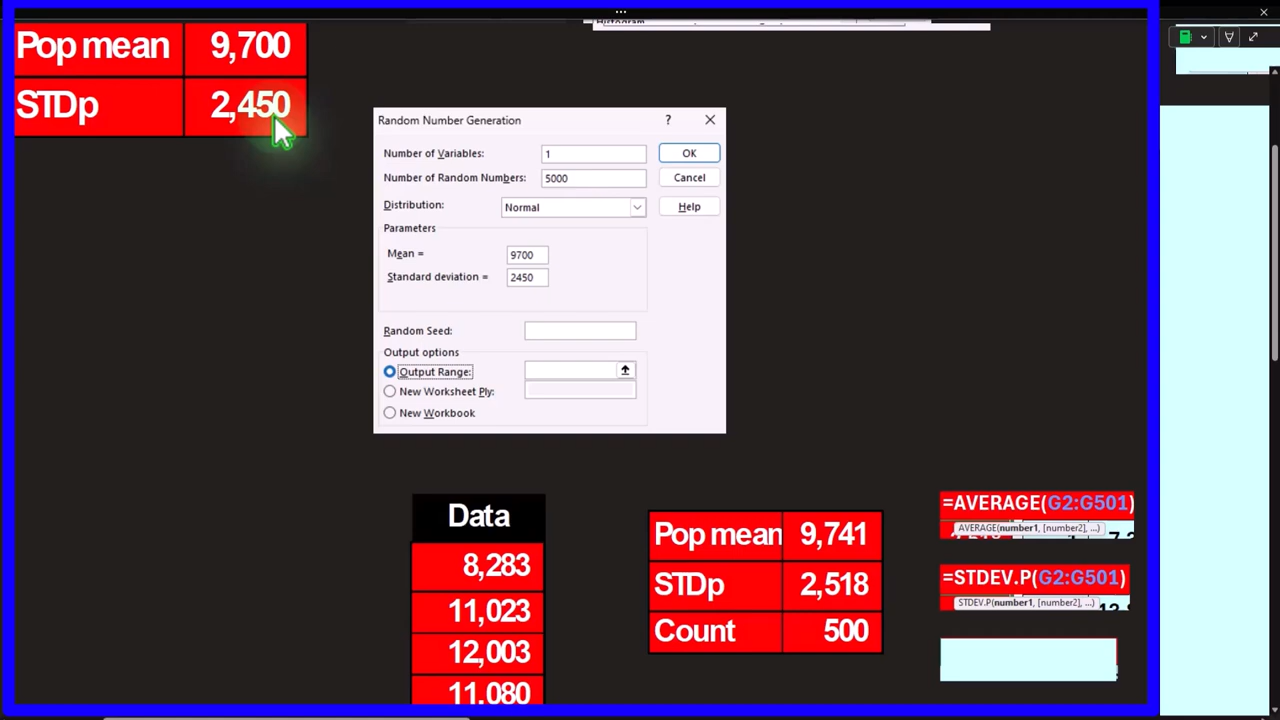 Histogram
Pop mean 9,700
STDp 2,450
Random Number Generation
Number of Variables: 1 OK
Number of Random Numbers: 5000 Cancel
Distribution: Normal Help
Parameters
Mean = 9700
Standard deviation = 2450
Random Seed:
Output options
Output Range:
New Worksheet Ply:
New Workbook
Data
8,283
11,023
12,003
11,080
Pop mean 9,741
STDp 2,518
Count 500
=AVERAGE(G2:G501)
AVERAGE(number1, [number2], ...)
=STDEV.P(G2:G501)
STDEV.P(number1, [number2], ...)